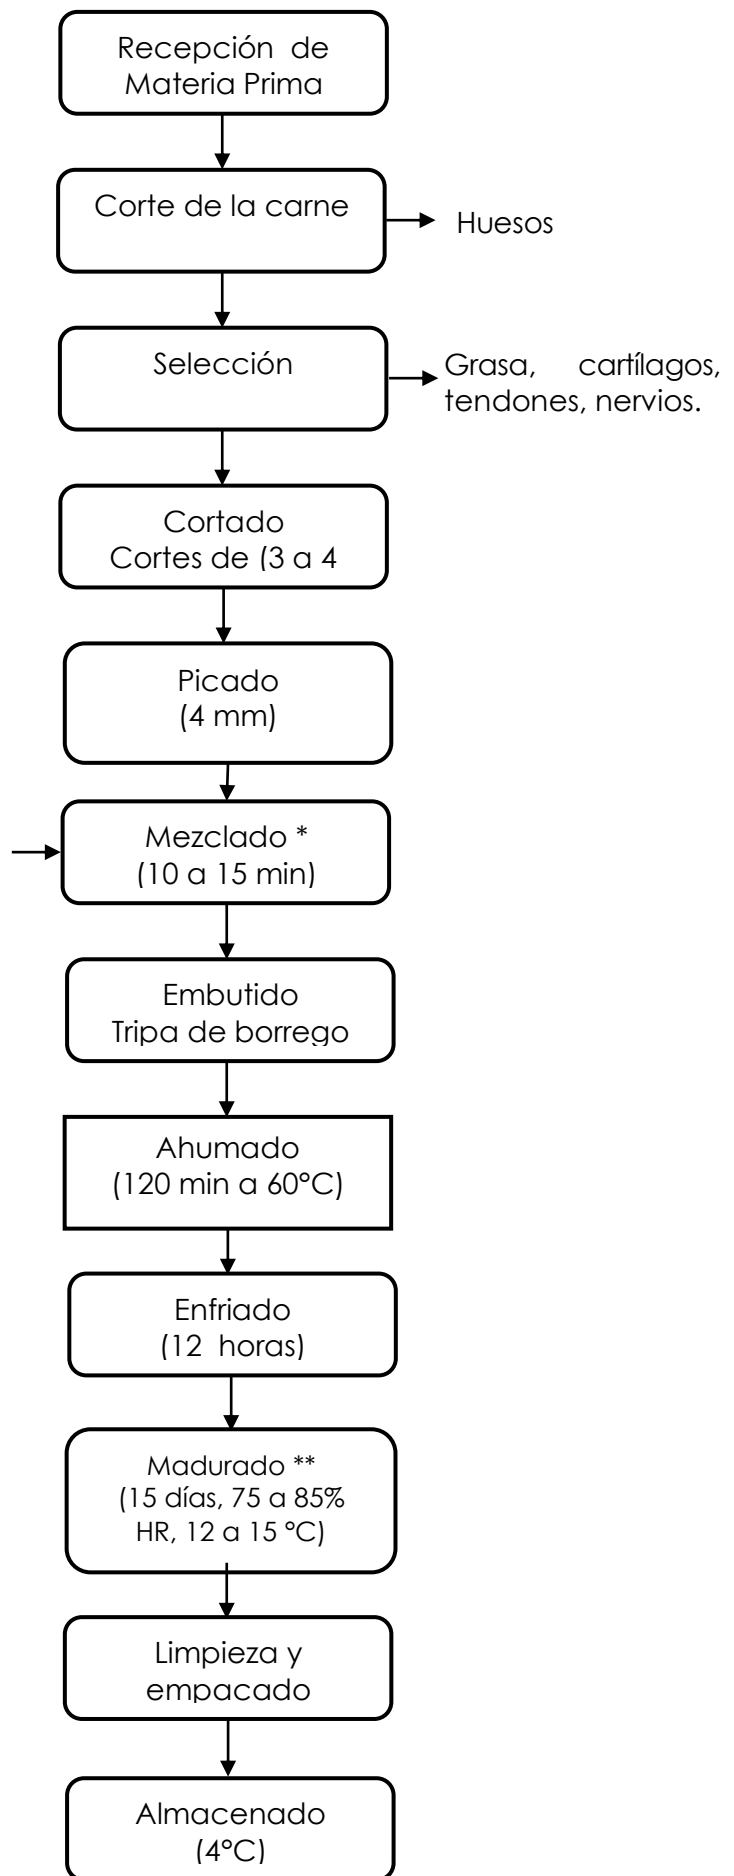 Recepción de
Materia Prima
Corte de la carne
Huesos
Selección
Grasa, cartílagos,
tendones, nervios.
Cortado
Cortes de (3 a 4
Picado
(4 mm)
Mezclado *
(10 a 15 min)
Embutido
Tripa de borrego
Ahumado
(120 min a 60°C)
Enfriado
(12 horas)
Madurado **
(15 días, 75 a 85%
HR, 12 a 15 °C)
Limpieza y
empacado
Almacenado
(4°C)